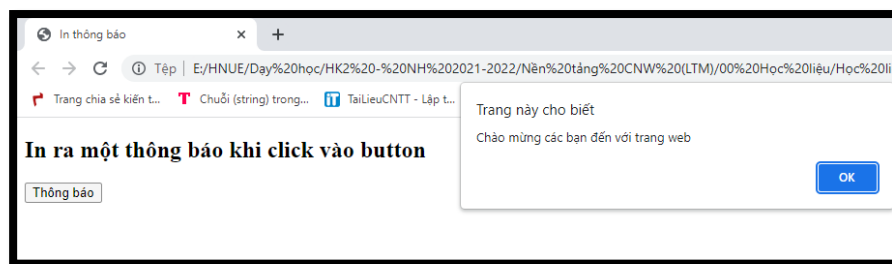 In thông báo
Tệp | E:/HNUE/Dạy%20học/HK2%20-%20NH%202021-2022/Nền%20tảng%20CNW%20(LTM)/00%20Học%20liệu/Học%20li
Trang chia sẻ kiến t... Chuỗi (string) trong... TaiLieuCNTT - Lập t...
Trang này cho biết
Chào mừng các bạn đến với trang web
OK
In ra một thông báo khi click vào button
Thông báo